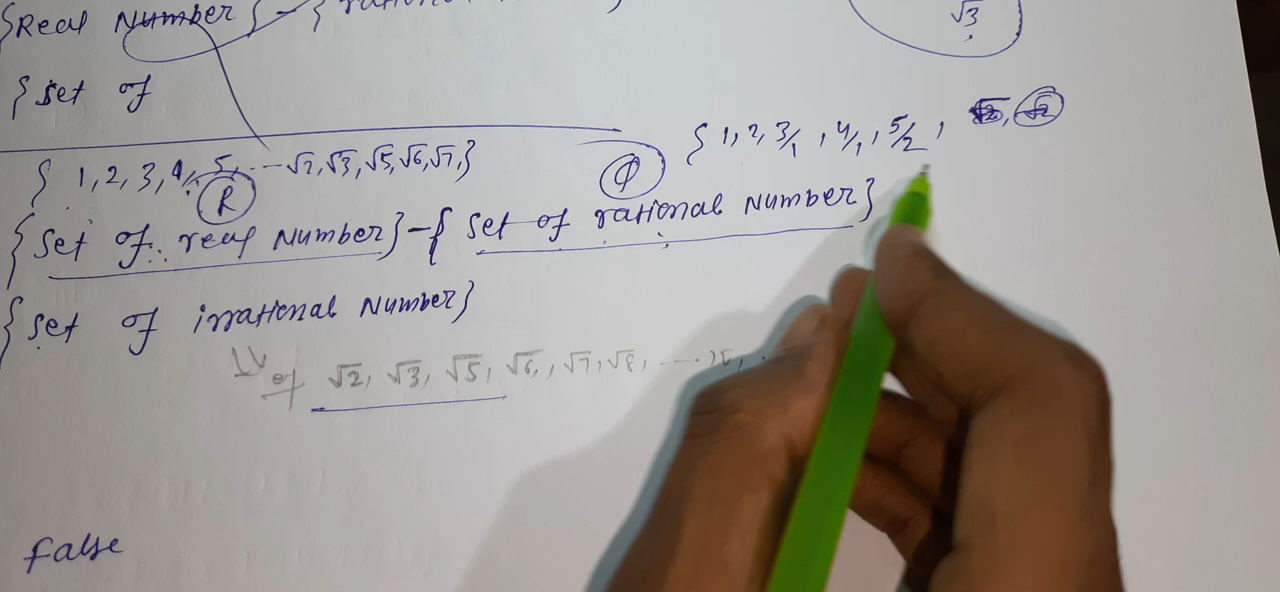 {Real Number} - {
√3
{ set of
{ 1, 2, 3/1, 4/1, 5/2,
{ 1, 2, 3, 4, 5, --- √2, √3, √5, √6, √7, }
R
Q
{ set of real Number} - { set of rational Number}
{ set of irrational Number}
√2, √3, √5, √6, √7, √8, -----
false